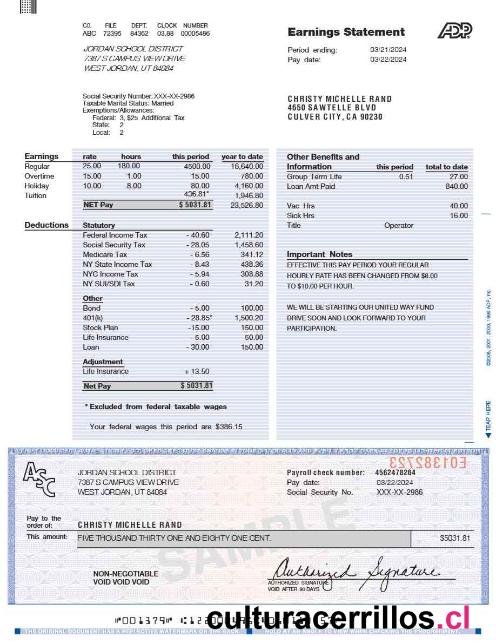 CO. FILE DEPT. CLOCK NUMBER
ABC 72395 84362 03.88 00005496
Earnings Statement
ADP
JORDAN SCHOOL DISTRICT
7387 S CAMPUS VIEW DRIVE
WEST JORDAN, UT 84084
Period ending: 03/21/2024
Pay date: 03/22/2024
Social Security Number: XXX-XX-2986
Taxable Marital Status: Married
Exemptions/Allowances:
Federal: 3, $25 Additional Tax
State: 2
Local: 2
CHRISTY MICHELLE RAND
4550 SAWTELLE BLVD
CULVER CITY, CA 90230
Earnings rate hours this period year to date
Regular 25.00 180.00 4500.00 16,640.00
Overtime 15.00 1.00 15.00 780.00
Holiday 10.00 8.00 80.00 4,160.00
Tuition 436.81* 1,946.80
NET Pay $ 5031.81 23,526.80
Deductions Statutory
Federal Income Tax - 40.60 2,111.20
Social Security Tax - 28.05 1,458.60
Medicare Tax - 6.56 341.12
NY State Income Tax - 8.43 438.36
NYC Income Tax - 5.94 308.88
NY SUI/SDI Tax - 0.60 31.20
Other
Bond - 5.00 100.00
401(k) - 28.85* 1,500.20
Stock Plan -15.00 150.00
Life Insurance - 5.00 50.00
Loan - 30.00 150.00
Adjustment
Life Insurance + 13.50
Net Pay $ 5031.81
* Excluded from federal taxable wages
Your federal wages this period are $386.15
Other Benefits and
Information this period total to date
Group Term Life 0.51 27.00
Loan Amt Paid 840.00
Vac Hrs 40.00
Sick Hrs 16.00
Title Operator
Important Notes
EFFECTIVE THIS PAY PERIOD YOUR REGULAR
HOURLY RATE HAS BEEN CHANGED FROM $8.00
TO $10.00 PER HOUR.
WE WILL BE STARTING OUR UNITED WAY FUND
DRIVE SOON AND LOOK FORWARD TO YOUR
PARTICIPATION.
TEAR HERE
E01382723
ASC
JORDAN SCHOOL DISTRICT
7387 S CAMPUS VIEW DRIVE
WEST JORDAN, UT 84084
Payroll check number: 4562478264
Pay date: 03/22/2024
Social Security No. XXX-XX-2986
Pay to the
order of: CHRISTY MICHELLE RAND
This amount: FIVE THOUSAND THIRTY ONE AND EIGHTY ONE CENT. $5031.81
SAMPLE
NON-NEGOTIABLE
VOID VOID VOID
Authorized Signature
AUTHORIZED SIGNATURE
VOID AFTER 90 DAYS
culturacerrillos.cl